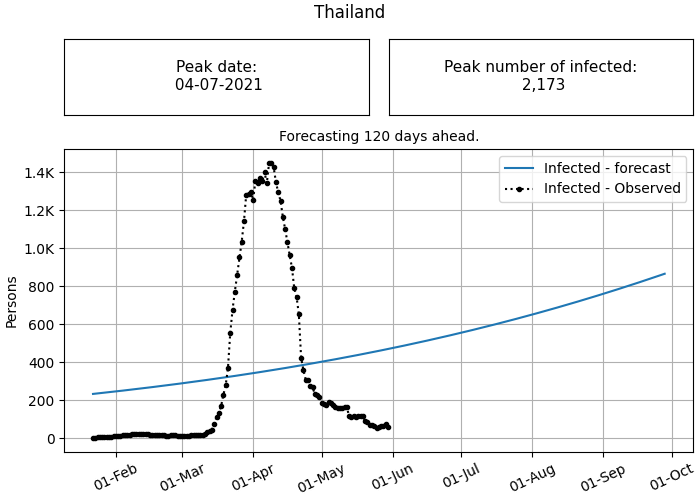 Thailand
Peak date:
04-07-2021
Peak number of infected:
2,173
Forecasting 120 days ahead.
Infected - forecast
Infected - Observed
Persons
1.4K
1.2K
1.0K
800
600
400
200
0
01-Feb
01-Mar
01-Apr
01-May
01-Jun
01-Jul
01-Aug
01-Sep
01-Oct